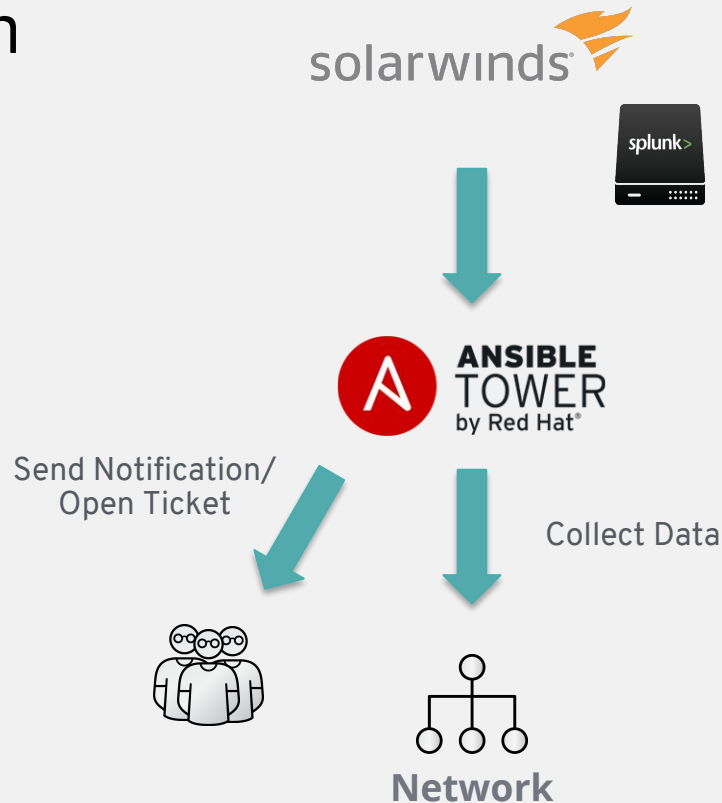 n
solarwinds
splunk>
ANSIBLE
TOWER
by Red Hat®
Send Notification/
Open Ticket
Collect Data
Network